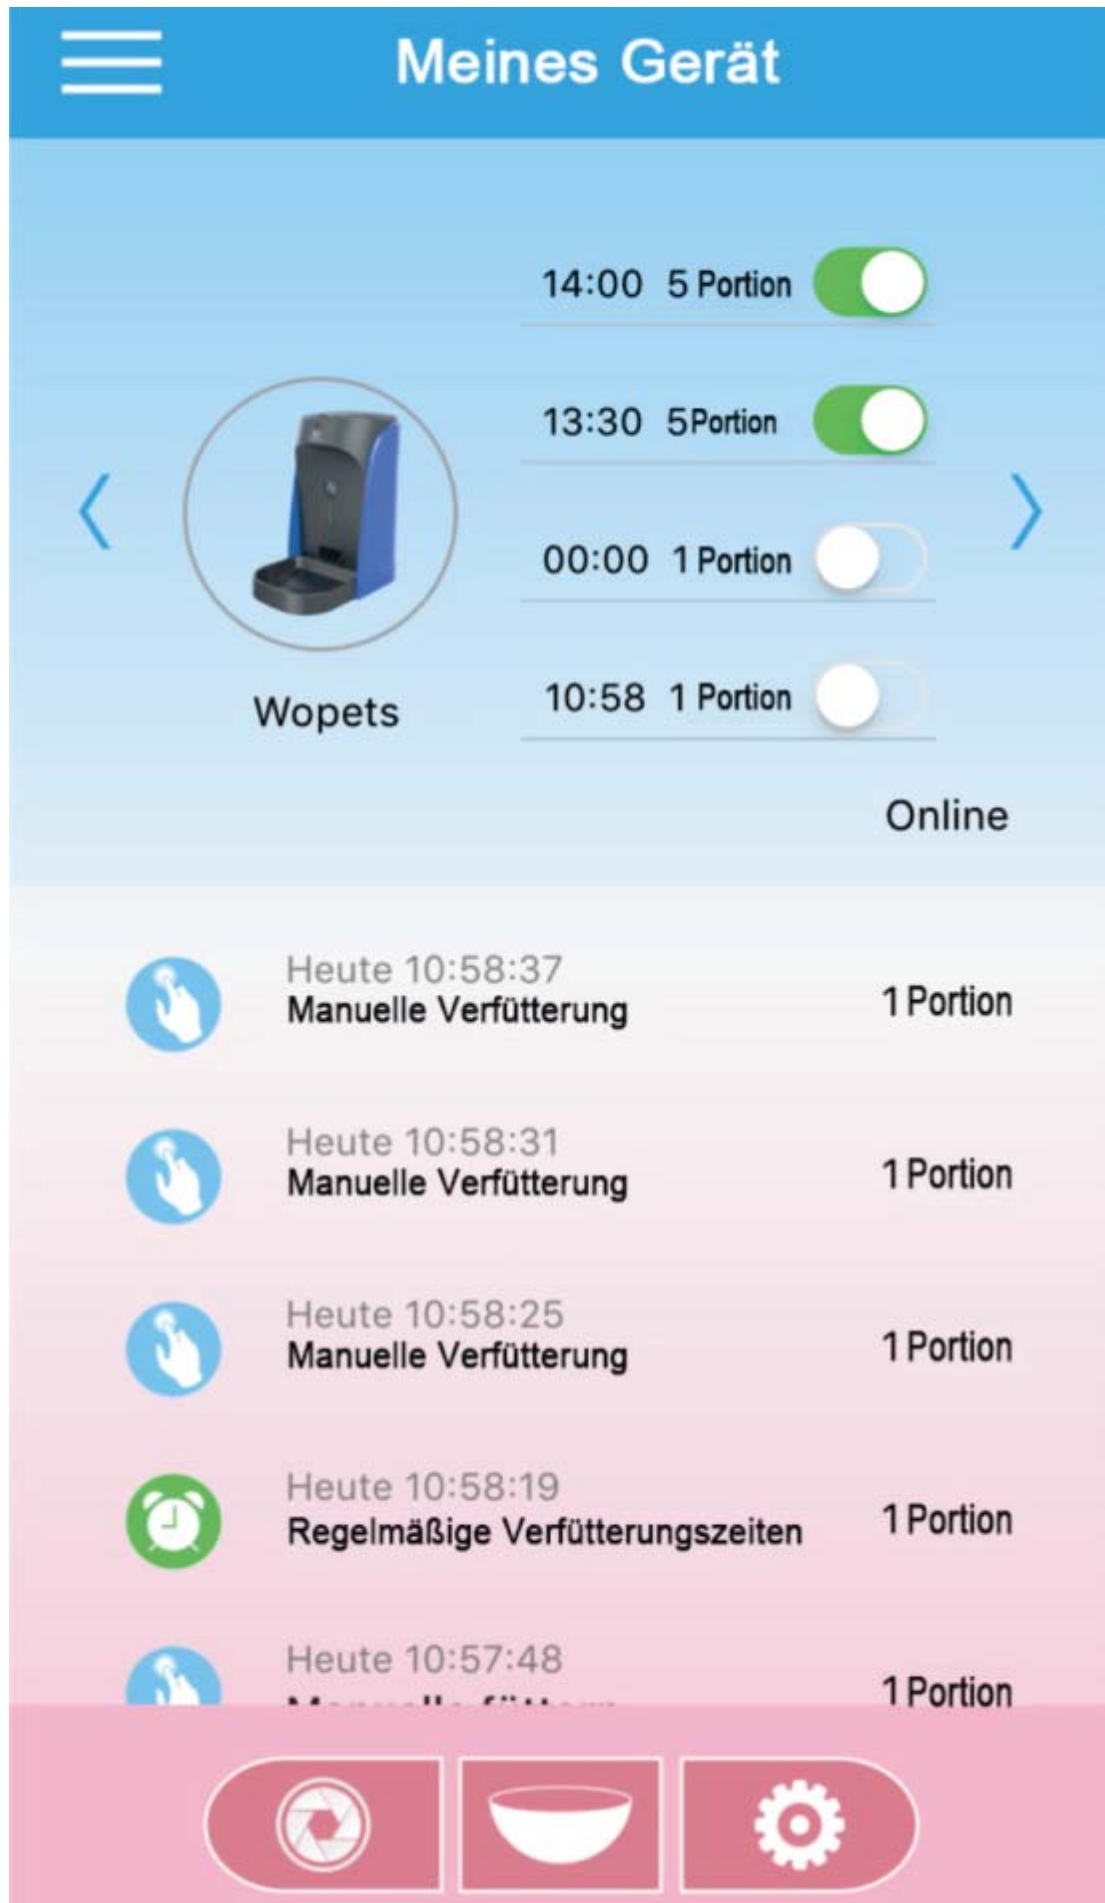 Meines Gerät
14:00 5 Portion
13:30 5Portion
00:00 1 Portion
10:58 1 Portion
Wopets
Online
Heute 10:58:37
Manuelle Verfütterung
1 Portion
Heute 10:58:31
Manuelle Verfütterung
1 Portion
Heute 10:58:25
Manuelle Verfütterung
1 Portion
Heute 10:58:19
Regelmäßige Verfütterungszeiten
1 Portion
Heute 10:57:48
1 Portion